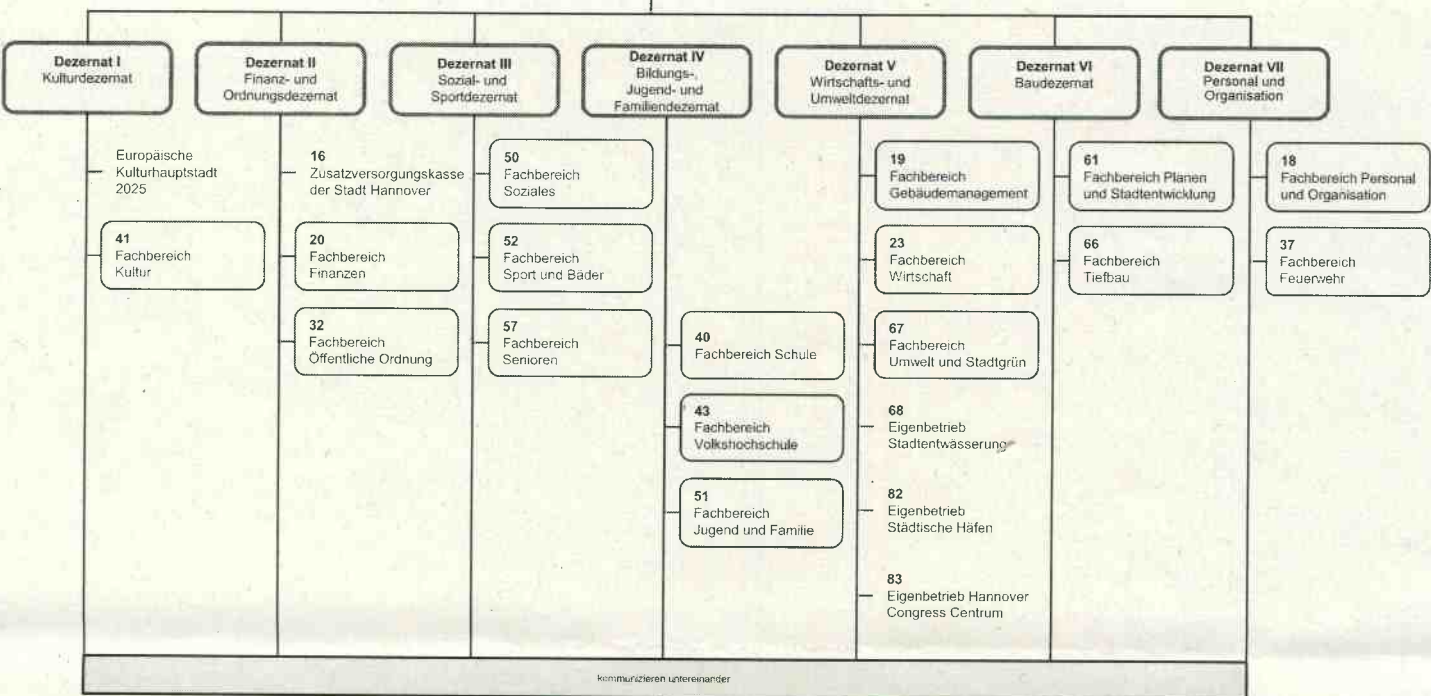 Dezernat I
Kulturdezernat
Europäische
Kulturhauptstadt
2025
41
Fachbereich
Kultur
Dezernat II
Finanz- und
Ordnungsdezernat
16
Zusatzversorgungskasse
der Stadt Hannover
20
Fachbereich
Finanzen
32
Fachbereich
Öffentliche Ordnung
Dezernat III
Sozial- und
Sportdezernat
50
Fachbereich
Soziales
52
Fachbereich
Sport und Bäder
57
Fachbereich
Senioren
Dezernat IV
Bildungs-,
Jugend- und
Familiendezernat
40
Fachbereich Schule
43
Fachbereich
Volkshochschule
51
Fachbereich
Jugend und Familie
Dezernat V
Wirtschafts- und
Umweltdezernat
19
Fachbereich
Gebäudemanagement
23
Fachbereich
Wirtschaft
67
Fachbereich
Umwelt und Stadtgrün
68
Eigenbetrieb
Stadtentwässerung
82
Eigenbetrieb
Städtische Häfen
83
Eigenbetrieb Hannover
Congress Centrum
Dezernat VI
Baudezernat
61
Fachbereich Planen
und Stadtentwicklung
66
Fachbereich
Tiefbau
Dezernat VII
Personal und
Organisation
18
Fachbereich Personal
und Organisation
37
Fachbereich
Feuerwehr
kommunizieren untereinander